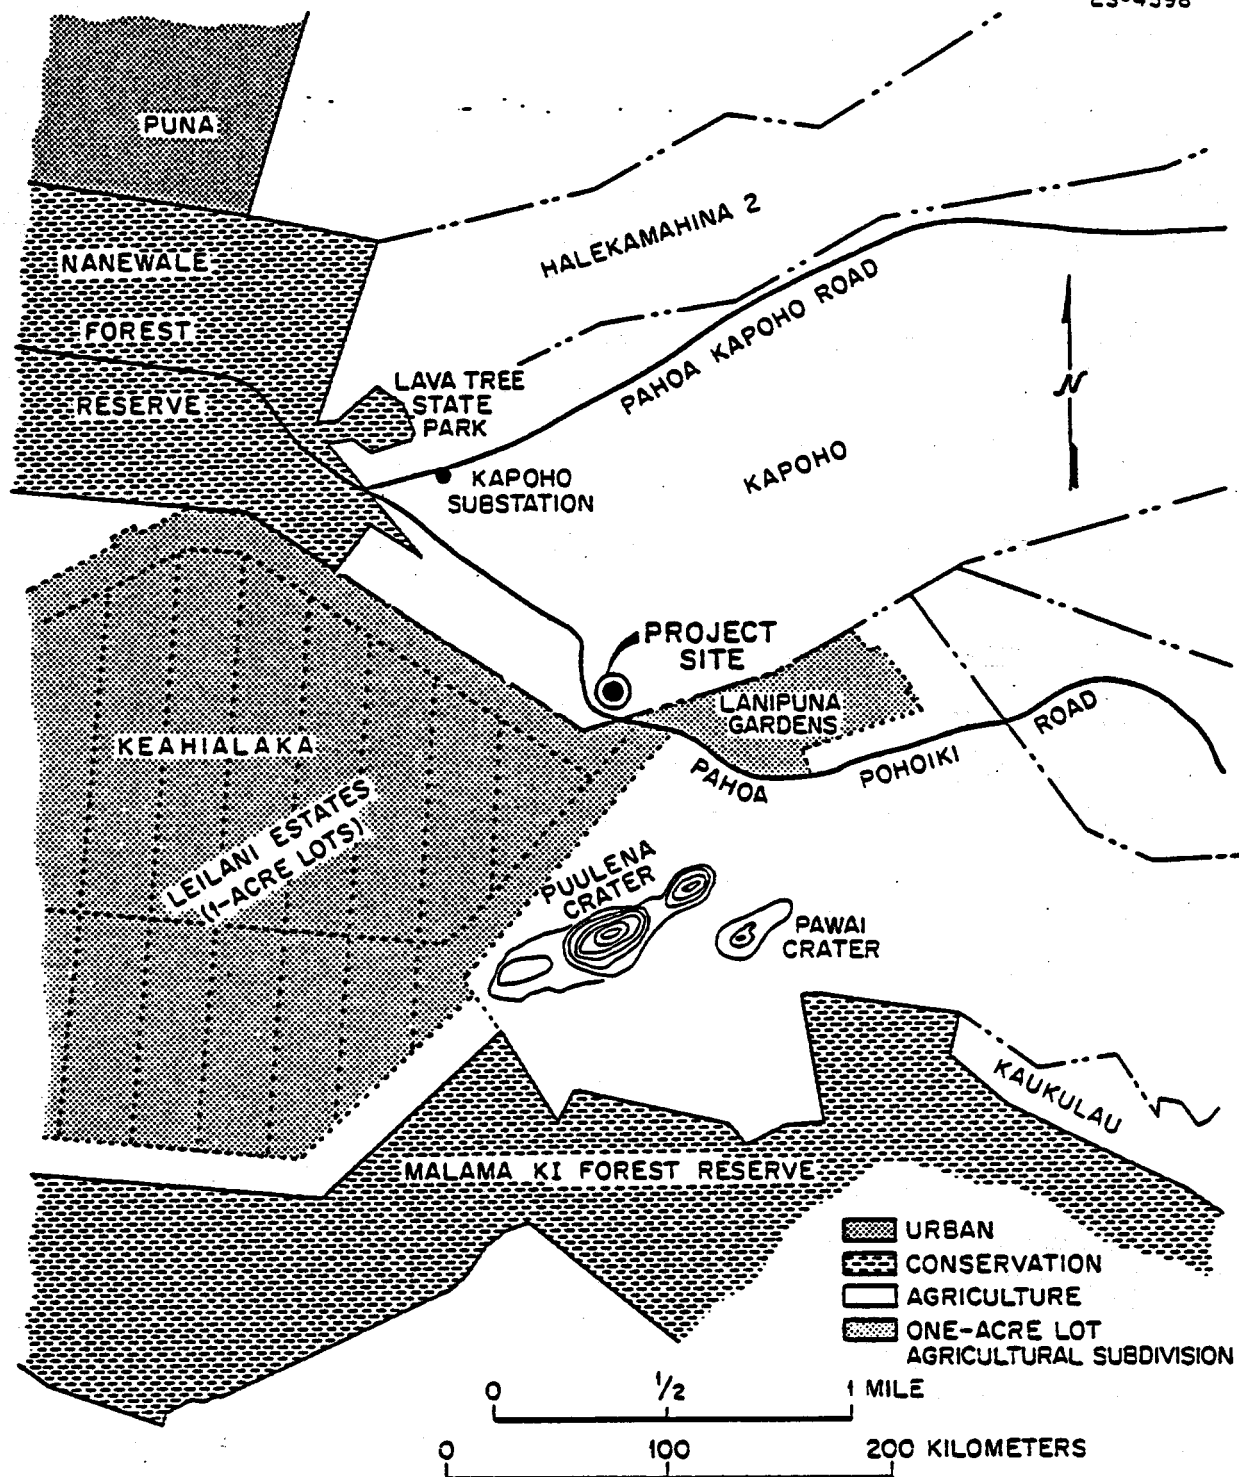 PUNA
HALEKAMAHINA 2
NANEWALE
FOREST
RESERVE
LAVA TREE
STATE
PARK
PAHOA KAPOHO ROAD
N
KAPOHO
SUBSTATION
KAPOHO
PROJECT
SITE
LANIPUNA
GARDENS
KEAHIALAKA
PAHOA
POHOIKI
ROAD
LEILANI ESTATES
(1-ACRE LOTS)
PUULENA
CRATER
PAWAI
CRATER
KAUKULAU
MALAMA KI FOREST RESERVE
URBAN
CONSERVATION
AGRICULTURE
ONE-ACRE LOT
AGRICULTURAL SUBDIVISION
0 1/2 1 MILE
0 100 200 KILOMETERS